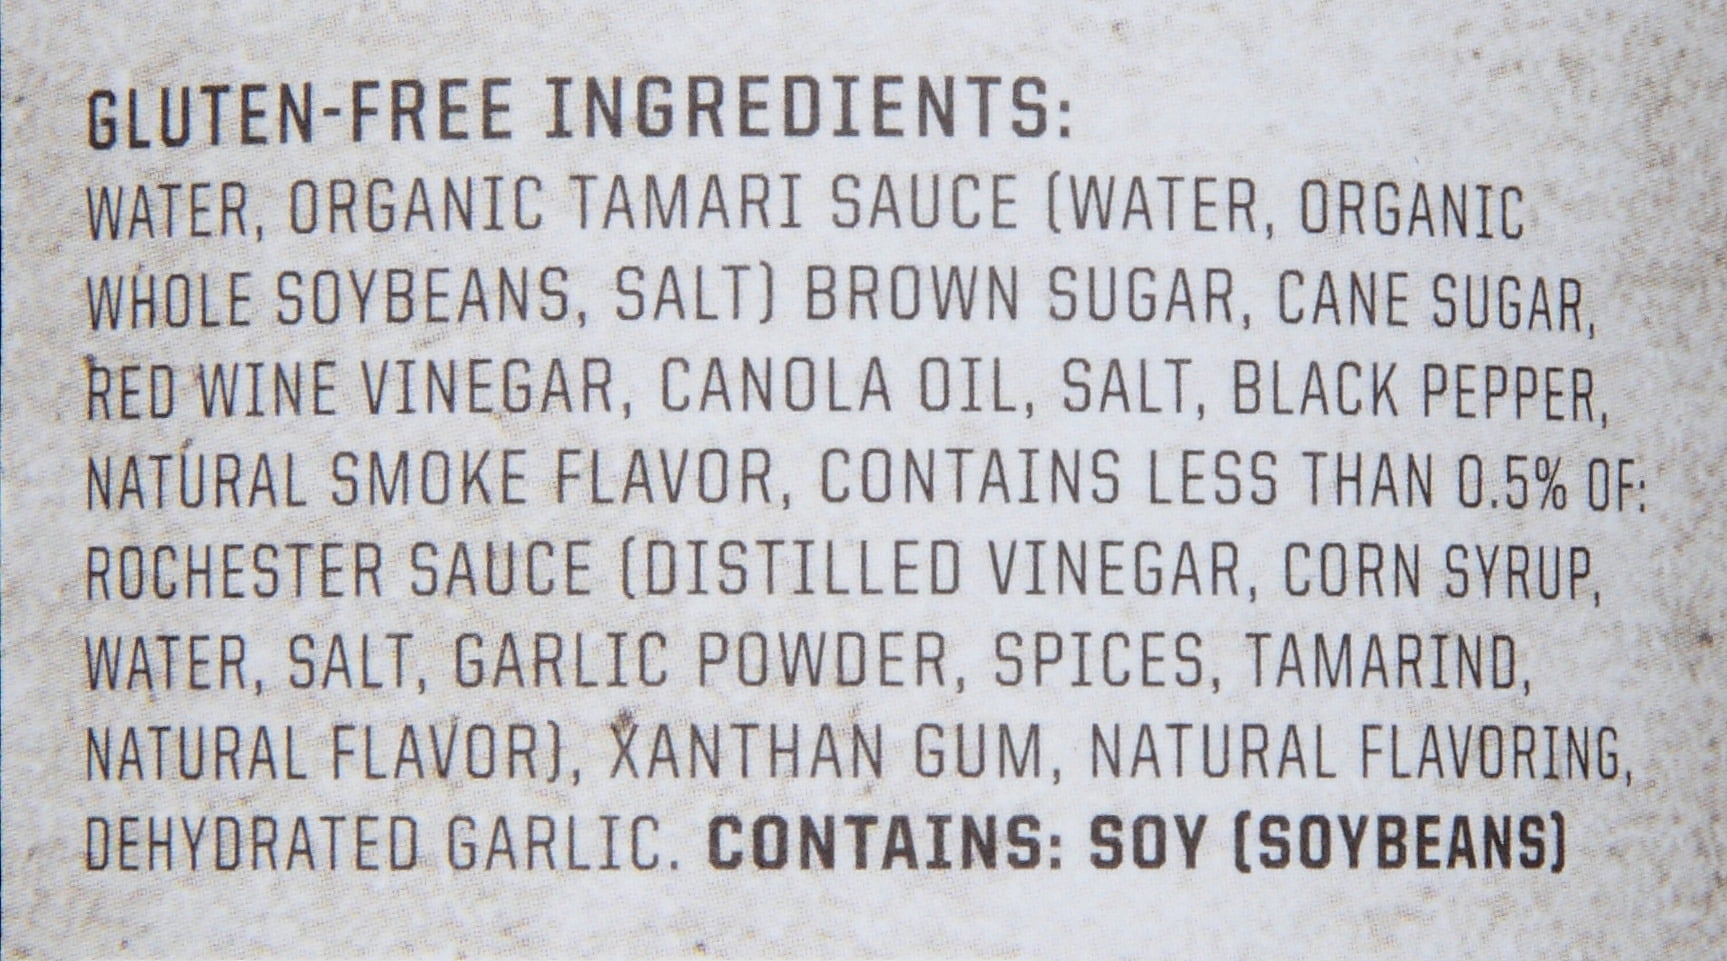 GLUTEN-FREE INGREDIENTS:
WATER, ORGANIC TAMARI SAUCE (WATER, ORGANIC
WHOLE SOYBEANS, SALT) BROWN SUGAR, CANE SUGAR,
RED WINE VINEGAR, CANOLA OIL, SALT, BLACK PEPPER,
NATURAL SMOKE FLAVOR, CONTAINS LESS THAN 0.5% OF:
ROCHESTER SAUCE (DISTILLED VINEGAR, CORN SYRUP,
WATER, SALT, GARLIC POWDER, SPICES, TAMARIND,
NATURAL FLAVOR), XANTHAN GUM, NATURAL FLAVORING,
DEHYDRATED GARLIC. CONTAINS: SOY (SOYBEANS)